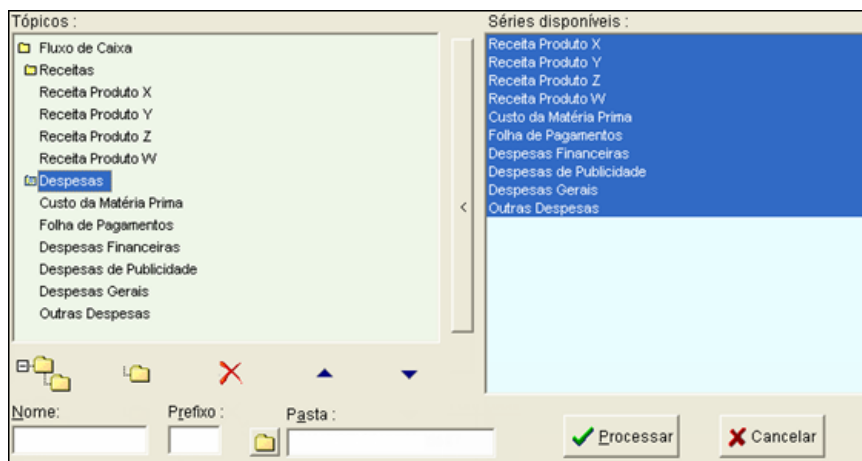 Tópicos :
Fluxo de Caixa
Receitas
Receita Produto X
Receita Produto Y
Receita Produto Z
Receita Produto W
Despesas
Custo da Matéria Prima
Folha de Pagamentos
Despesas Financeiras
Despesas de Publicidade
Despesas Gerais
Outras Despesas
<
Séries disponíveis :
Receita Produto X
Receita Produto Y
Receita Produto Z
Receita Produto W
Custo da Matéria Prima
Folha de Pagamentos
Despesas Financeiras
Despesas de Publicidade
Despesas Gerais
Outras Despesas
Nome:
Prefixo :
Pasta :
Processar
Cancelar